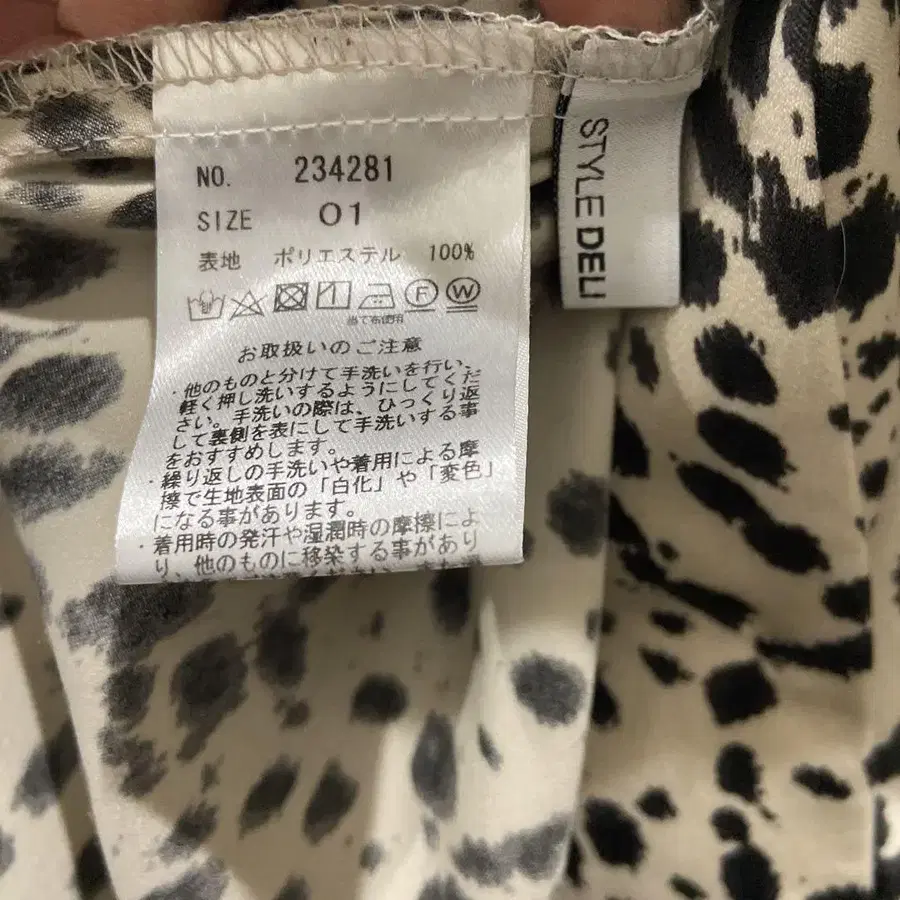 NO. 234281
SIZE 01
表地 ポリエステル 100%
F W
当て布使用
お取扱いのご注意
・他のものと分けて手洗いを行い、
軽く押し洗いするようにしてくだ
さい。手洗いの際は、ひっくり返
して裏側を表にして手洗いする事
をおすすめします。
・繰り返しの手洗いや着用による摩
擦で生地表面の「白化」や「変色」
になる事があります。
・着用時の発汗や湿潤時の摩擦によ
り、他のものに移染する事があり
STYLE DELI